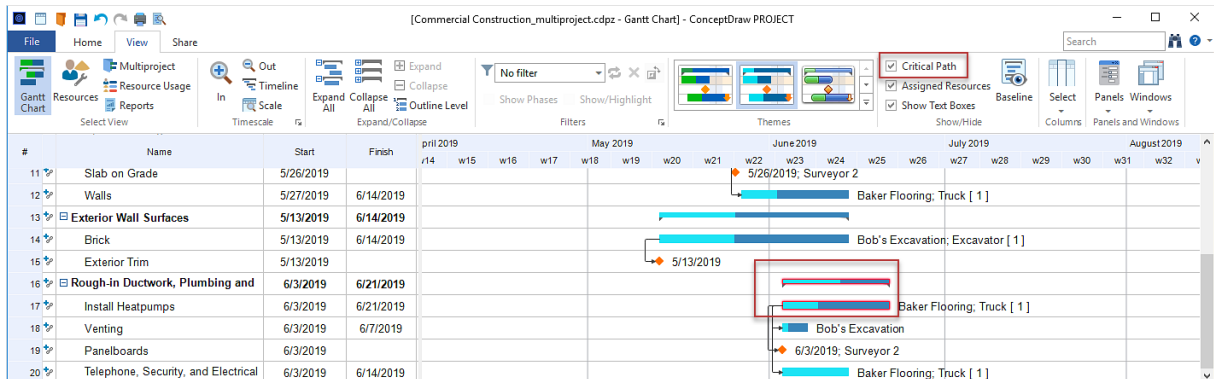 [Commercial Construction_multiproject.cdpz - Gantt Chart] - ConceptDraw PROJECT
File Home View Share Search
Gantt Chart
Resources
Multiproject
Resource Usage
Reports
Select View
In
Out
Timeline
Scale
Timescale
Expand All
Collapse All
Expand
Collapse
Outline Level
Expand/Collapse
No filter
Show Phases Show/Highlight
Filters
Themes
Critical Path
Assigned Resources
Show Text Boxes
Baseline
Show/Hide
Select
Columns
Panels Windows
Panels and Windows
# Name Start Finish
pril 2019 May 2019 June 2019 July 2019 August 2019
r14 w15 w16 w17 w18 w19 w20 w21 w22 w23 w24 w25 w26 w27 w28 w29 w30 w31 w32
11 Slab on Grade 5/26/2019 5/26/2019; Surveyor 2
12 Walls 5/27/2019 6/14/2019 Baker Flooring; Truck [ 1 ]
13 Exterior Wall Surfaces 5/13/2019 6/14/2019
14 Brick 5/13/2019 6/14/2019 Bob's Excavation; Excavator [ 1 ]
15 Exterior Trim 5/13/2019 5/13/2019
16 Rough-in Ductwork, Plumbing and 6/3/2019 6/21/2019
17 Install Heatpumps 6/3/2019 6/21/2019 Baker Flooring; Truck [ 1 ]
18 Venting 6/3/2019 6/7/2019 Bob's Excavation
19 Panelboards 6/3/2019 6/3/2019; Surveyor 2
20 Telephone, Security, and Electrical 6/3/2019 6/14/2019 Baker Flooring; Truck [ 1 ]